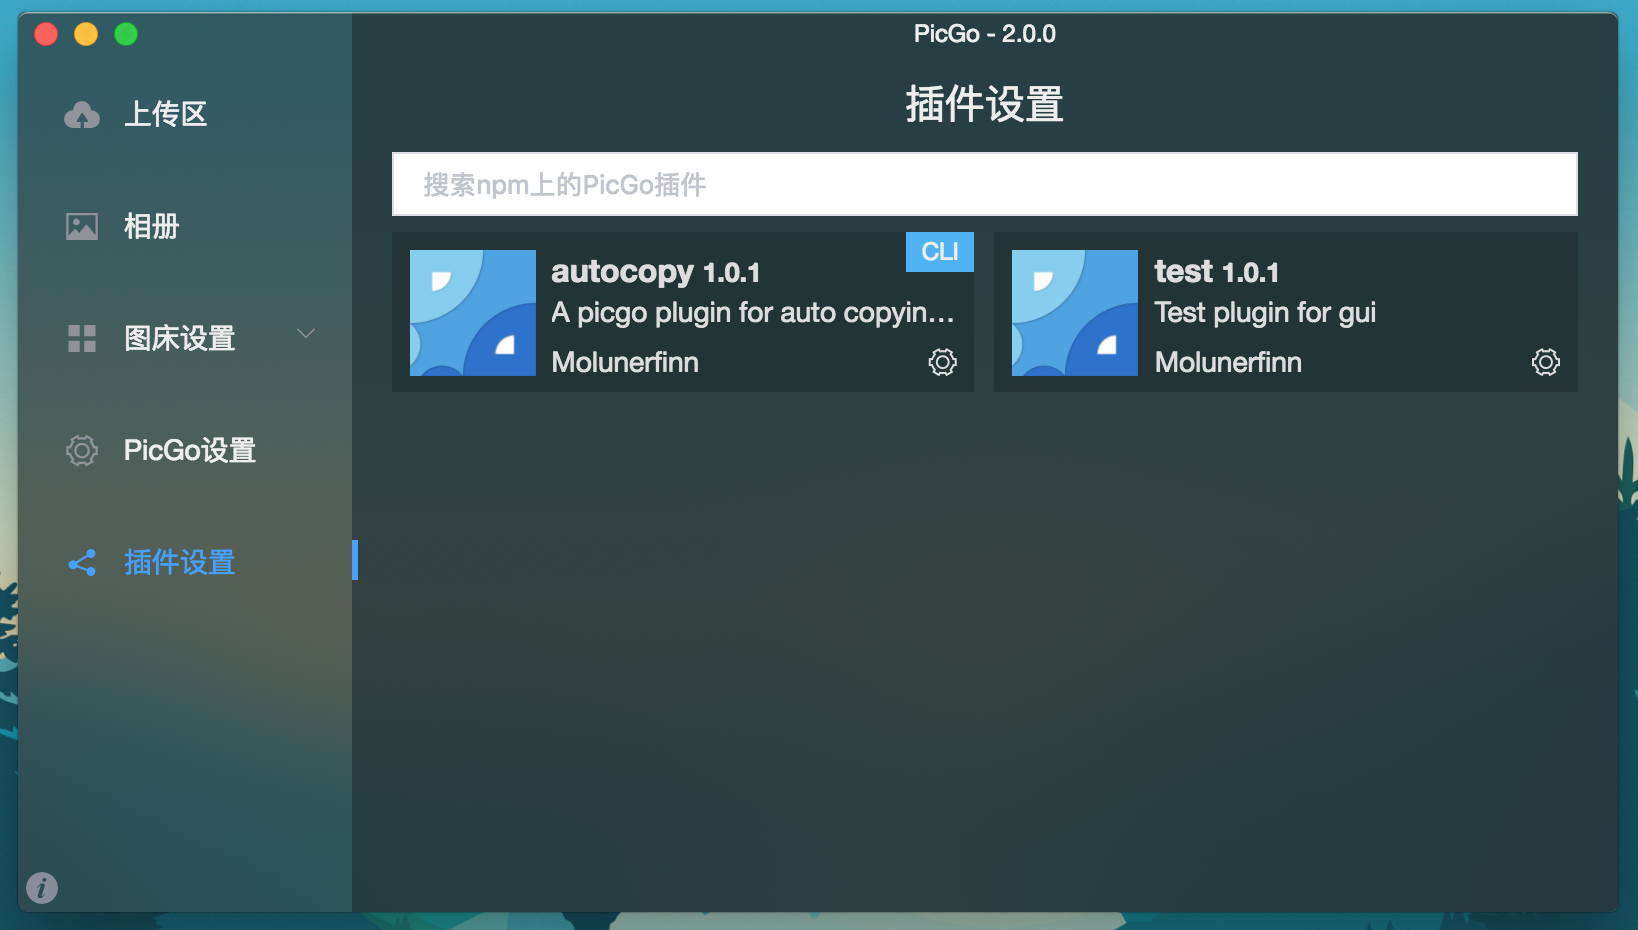 PicGo - 2.0.0
上传区
相册
图床设置
PicGo设置
插件设置
插件设置
搜索npm上的PicGo插件
CLI
autocopy 1.0.1
A picgo plugin for auto copyin...
Molunerfinn
test 1.0.1
Test plugin for gui
Molunerfinn
i